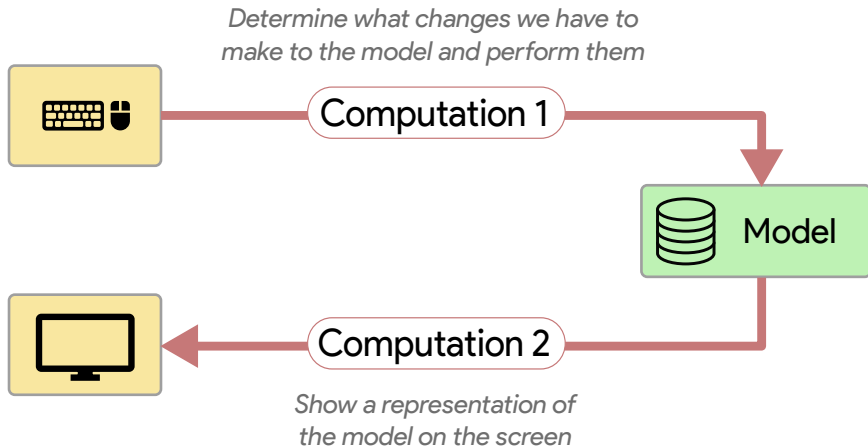 Determine what changes we have to
make to the model and perform them
Computation 1
Model
Computation 2
Show a representation of
the model on the screen